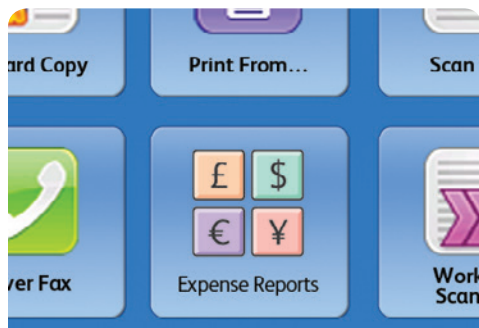 ard Copy
Print From...
Scan
£ $
€ ¥
ver Fax
Expense Reports
Work
Scan